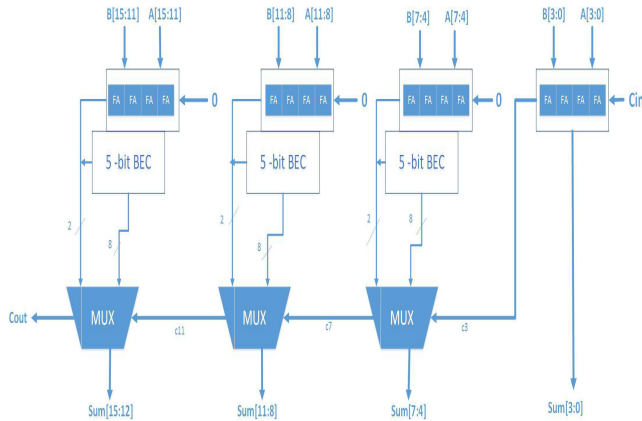 B[15:11] A[15:11] B[11:8] A[11:8] B[7:4] A[7:4] B[3:0] A[3:0]
FA FA FA FA 0 FA FA FA FA 0 FA FA FA FA 0 FA FA FA FA Cin
5 -bit BEC 5 -bit BEC 5 -bit BEC
2 8 2 8 2 8
Cout MUX c11 MUX c7 MUX c3
Sum[15:12] Sum[11:8] Sum[7:4] Sum[3:0]